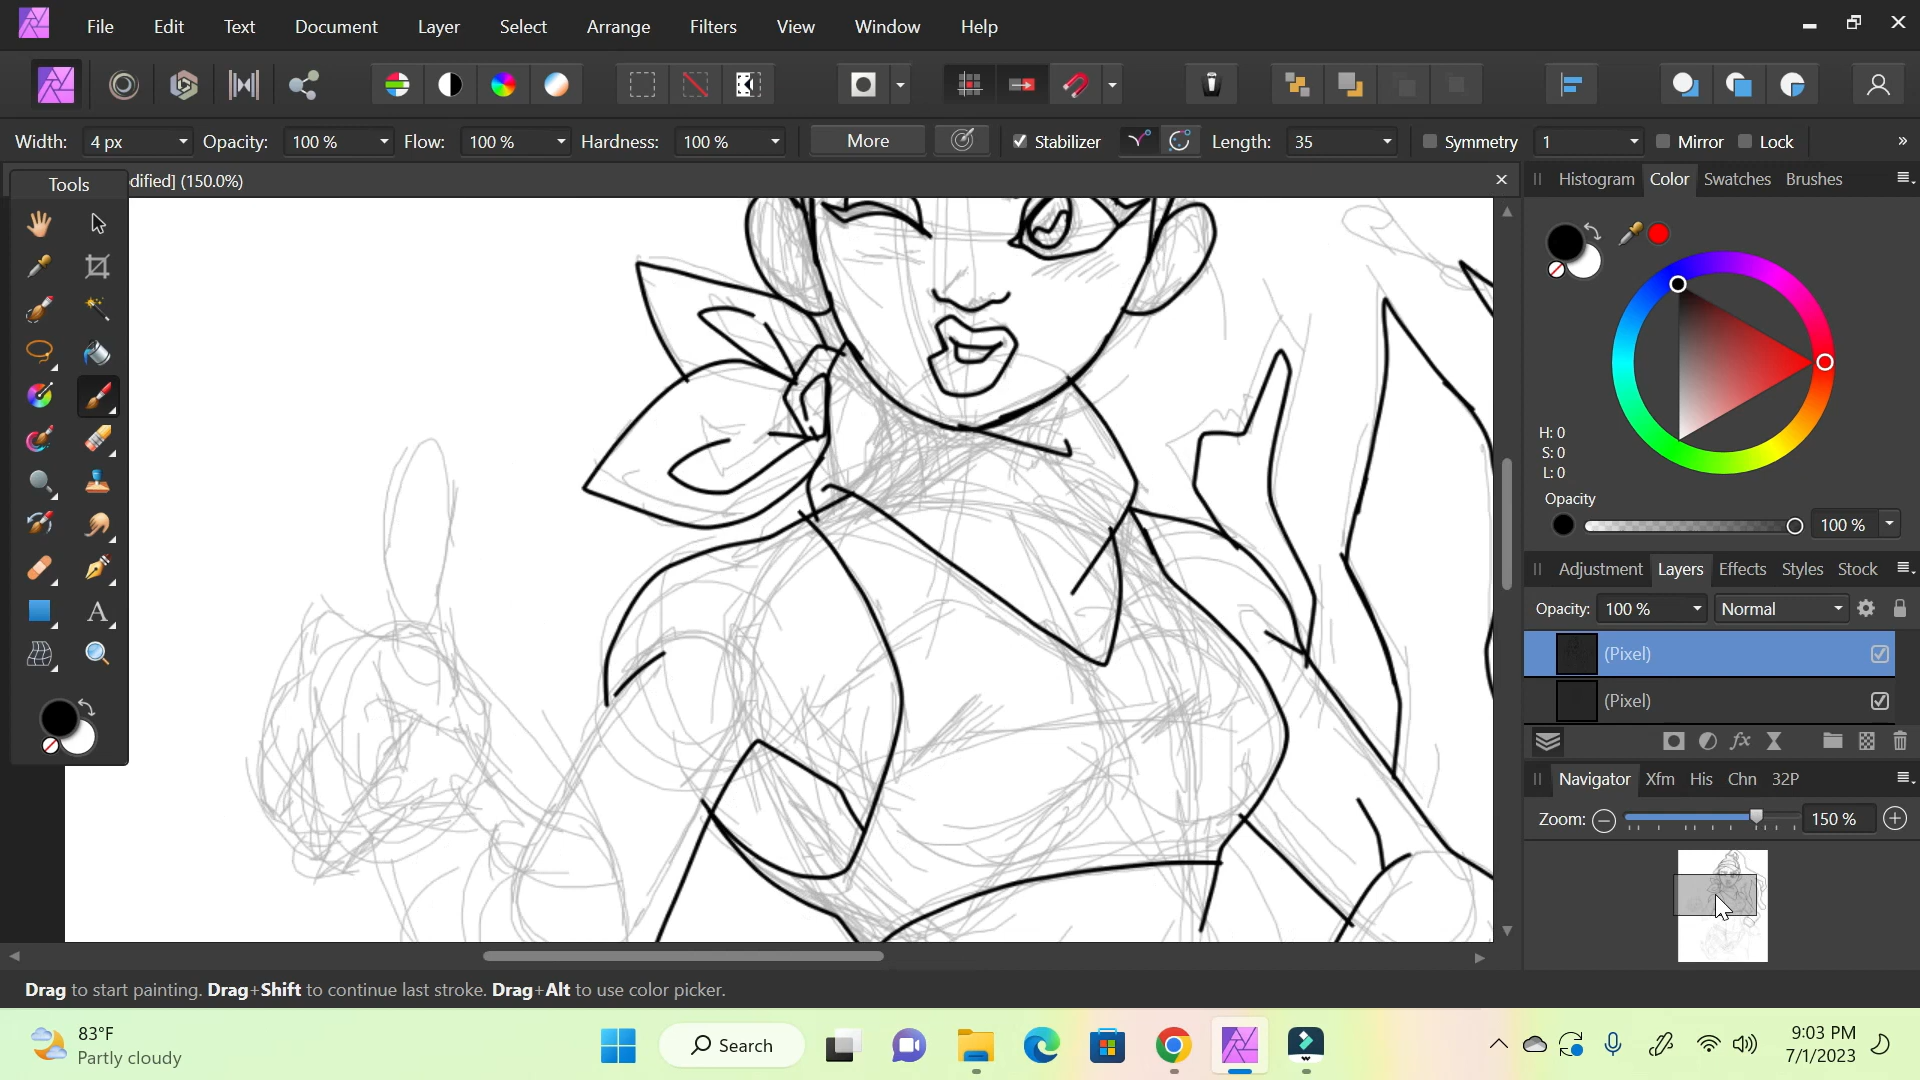 File Edit Text Document Layer Select Arrange Filters View Window Help
Width: 4 px Opacity: 100 % Flow: 100 % Hardness: 100 % More Stabilizer Length: 35 Symmetry 1 Mirror Lock »
Tools
dified] (150.0%)
Histogram Color Swatches Brushes
H: 0
S: 0
L: 0
Opacity
100 %
Adjustment Layers Effects Styles Stock
Opacity: 100 % Normal
(Pixel)
(Pixel)
Navigator Xfm His Chn 32P
Zoom: 150 %
Drag to start painting. Drag+Shift to continue last stroke. Drag+Alt to use color picker.
83°F
Partly cloudy
Search
9:03 PM
7/1/2023